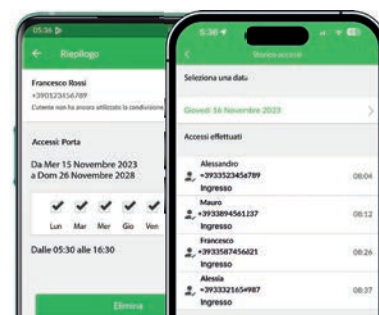 05:36
Riepilogo
Francesco Rossi
+390123456789
L'utente non ha ancora utilizzato la condivisione
Accessi: Porta
Da Mer 15 Novembre 2023
a Dom 26 Novembre 2028
Lun Mar Mer Gio Ven
Dalle 05:30 alle 16:30
Elimina
5:36
Storico accessi
Seleziona una data
Giovedì 16 Novembre 2023
Accessi effettuati
Alessandro
+3933523456789 08:04
Ingresso
Mauro
+3933894561237 08:12
Ingresso
Francesco
+3933587456621 08:26
Ingresso
Alessia
+3933321654987 08:37
Ingresso